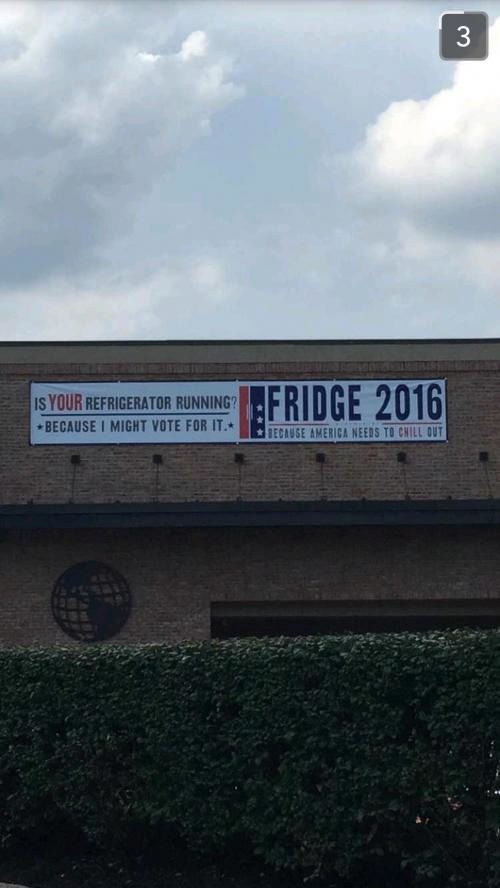 3
IS YOUR REFRIGERATOR RUNNING?
BECAUSE I MIGHT VOTE FOR IT.
FRIDGE 2016
BECAUSE AMERICA NEEDS TO CHILL OUT